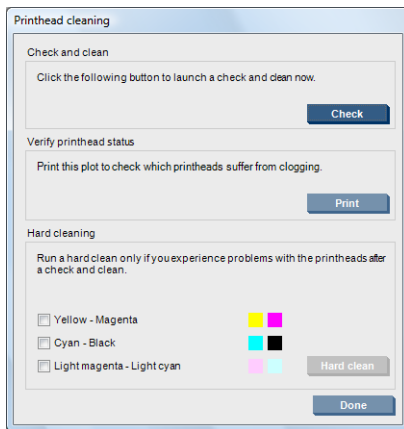 Printhead cleaning
Check and clean
Click the following button to launch a check and clean now.
Check
Verify printhead status
Print this plot to check which printheads suffer from clogging.
Print
Hard cleaning
Run a hard clean only if you experience problems with the printheads after
a check and clean.
Yellow - Magenta
Cyan - Black
Light magenta - Light cyan
Hard clean
Done